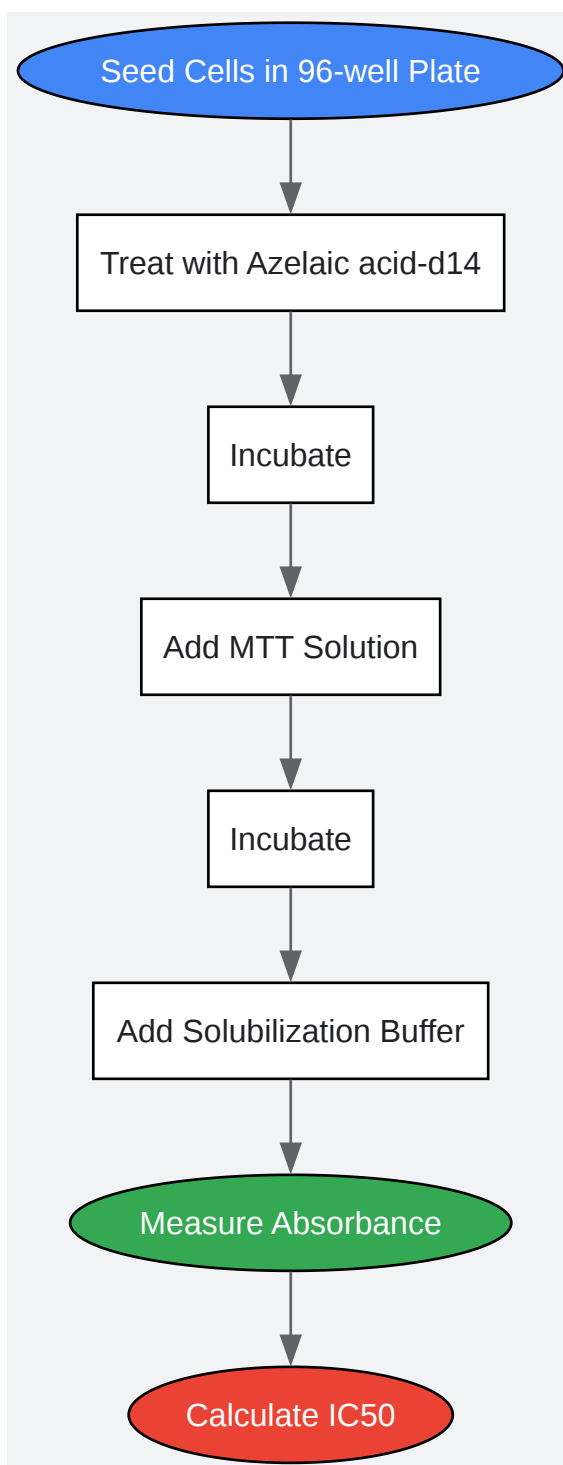 Seed Cells in 96-well Plate
Treat with Azelaic acid-d14
Incubate
Add MTT Solution
Incubate
Add Solubilization Buffer
Measure Absorbance
Calculate IC50